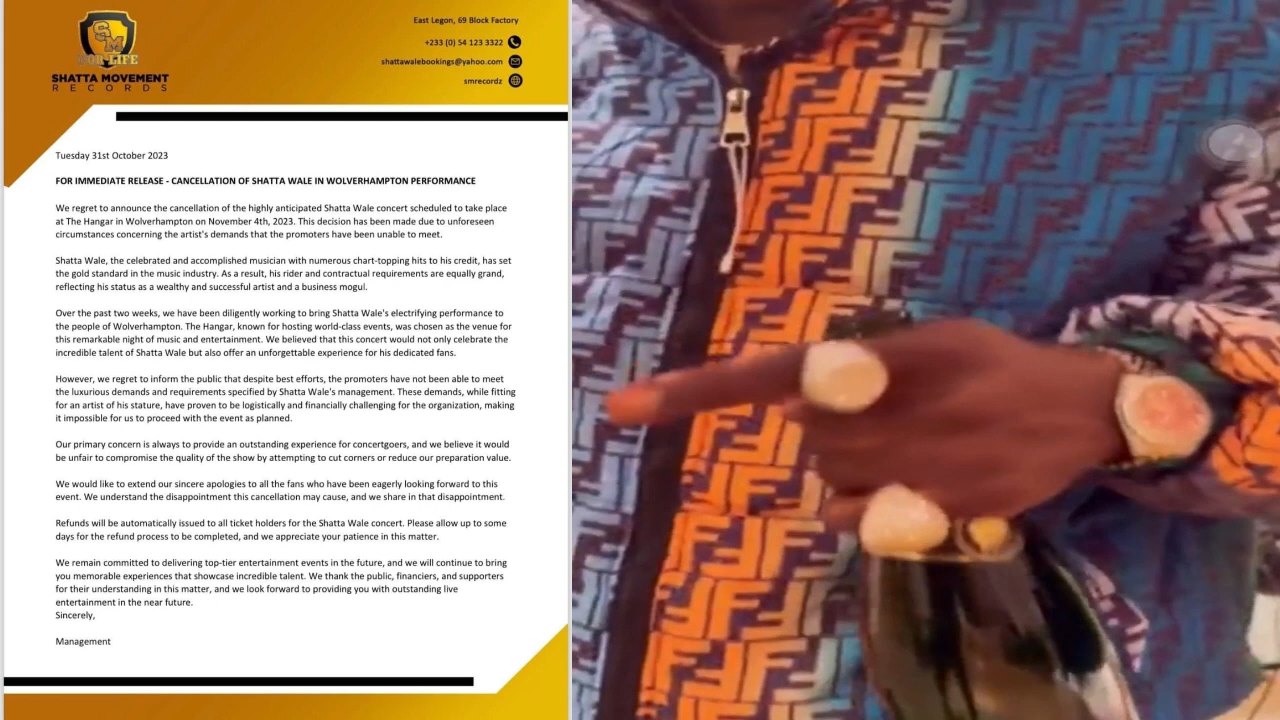 East Legon, 69 Block Factory
+233 (0) 54 123 3322
shattawalebookings@yahoo.com
smrecordz
SM
FOR LIFE
SHATTA MOVEMENT
RECORDS
Tuesday 31st October 2023
FOR IMMEDIATE RELEASE - CANCELLATION OF SHATTA WALE IN WOLVERHAMPTON PERFORMANCE
We regret to announce the cancellation of the highly anticipated Shatta Wale concert scheduled to take place
at The Hangar in Wolverhampton on November 4th, 2023. This decision has been made due to unforeseen
circumstances concerning the artist's demands that the promoters have been unable to meet.
Shatta Wale, the celebrated and accomplished musician with numerous chart-topping hits to his credit, has set
the gold standard in the music industry. As a result, his rider and contractual requirements are equally grand,
reflecting his status as a wealthy and successful artist and a business mogul.
Over the past two weeks, we have been diligently working to bring Shatta Wale's electrifying performance to
the people of Wolverhampton. The Hangar, known for hosting world-class events, was chosen as the venue for
this remarkable night of music and entertainment. We believed that this concert would not only celebrate the
incredible talent of Shatta Wale but also offer an unforgettable experience for his dedicated fans.
However, we regret to inform the public that despite best efforts, the promoters have not been able to meet
the luxurious demands and requirements specified by Shatta Wale's management. These demands, while fitting
for an artist of his stature, have proven to be logistically and financially challenging for the organization, making
it impossible for us to proceed with the event as planned.
Our primary concern is always to provide an outstanding experience for concertgoers, and we believe it would
be unfair to compromise the quality of the show by attempting to cut corners or reduce our preparation value.
We would like to extend our sincere apologies to all the fans who have been eagerly looking forward to this
event. We understand the disappointment this cancellation may cause, and we share in that disappointment.
Refunds will be automatically issued to all ticket holders for the Shatta Wale concert. Please allow up to some
days for the refund process to be completed, and we appreciate your patience in this matter.
We remain committed to delivering top-tier entertainment events in the future, and we will continue to bring
you memorable experiences that showcase incredible talent. We thank the public, financiers, and supporters
for their understanding in this matter, and we look forward to providing you with outstanding live
entertainment in the near future.
Sincerely,
Management